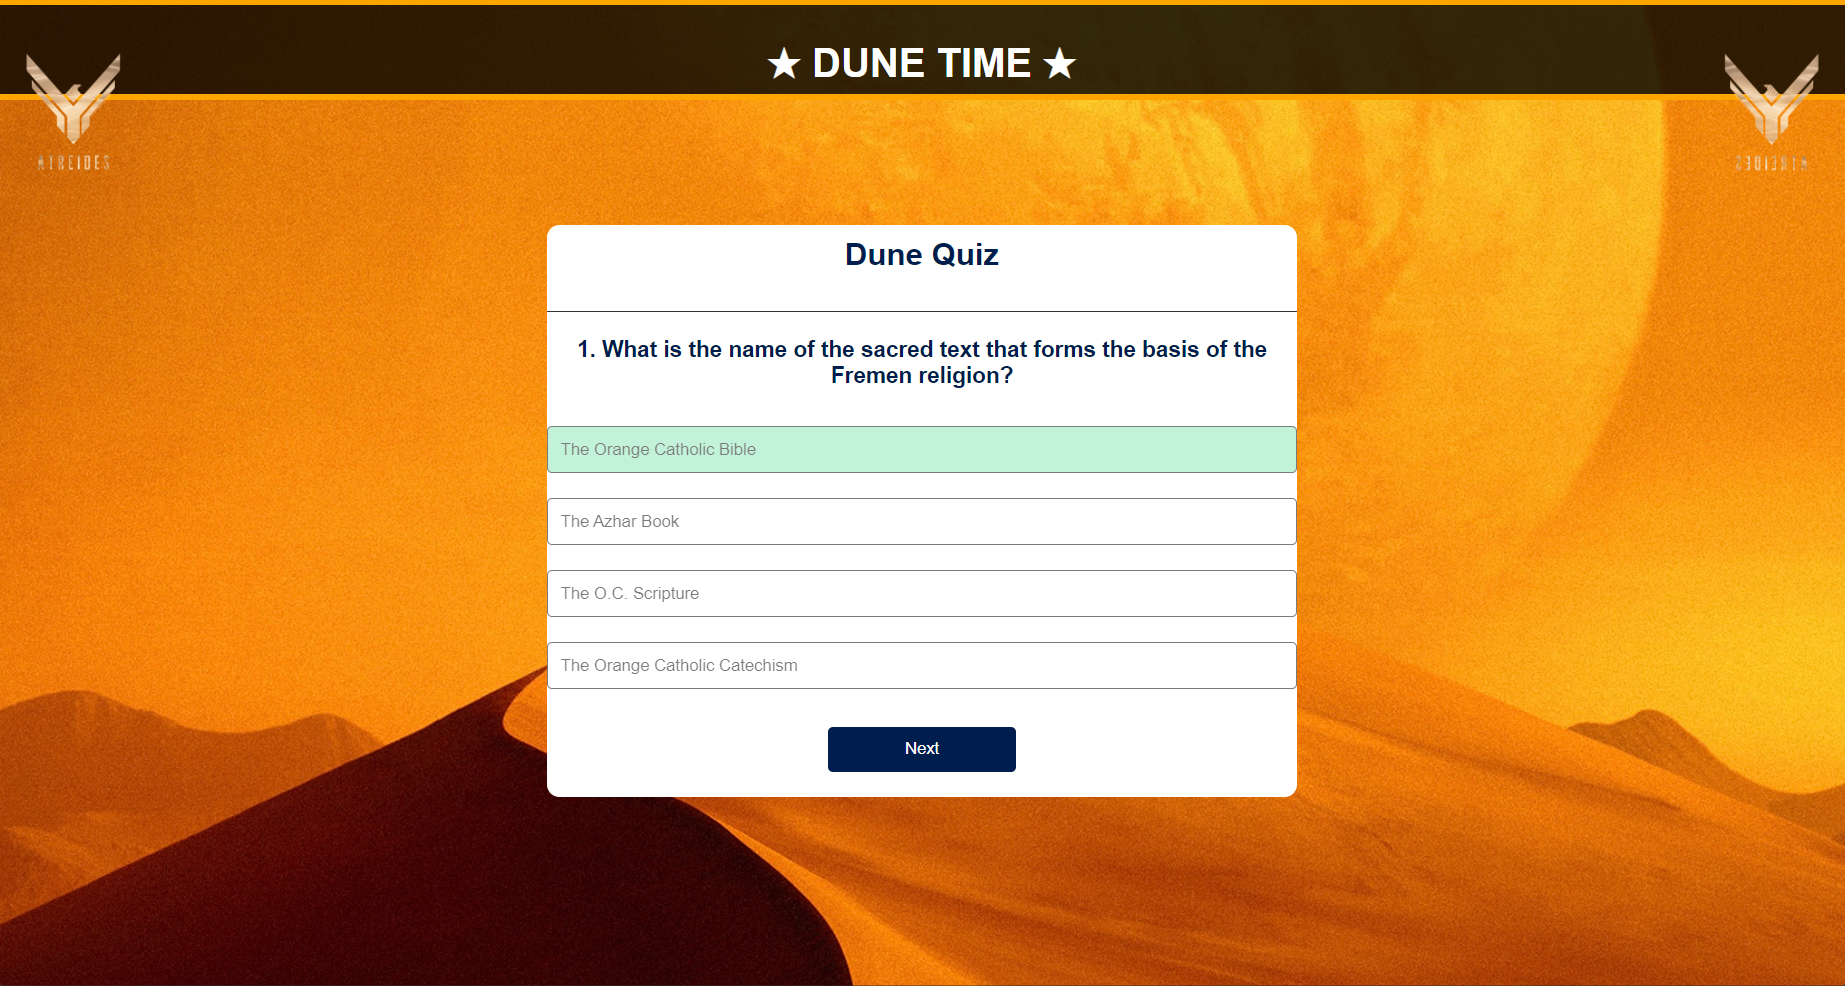 ★ DUNE TIME ★
ATREIDES
ATREIDES
Dune Quiz
1. What is the name of the sacred text that forms the basis of the
Fremen religion?
The Orange Catholic Bible
The Azhar Book
The O.C. Scripture
The Orange Catholic Catechism
Next